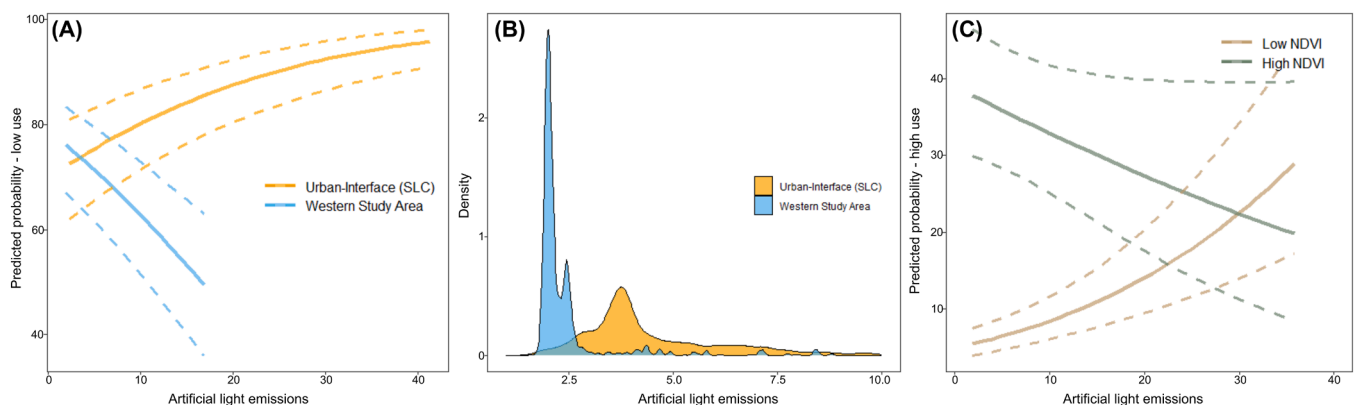 (A)
Predicted probability - low use
100
80
60
40
0
10
20
30
40
Artificial light emissions
Urban-Interface (SLC)
Western Study Area
(B)
Density
2
1
0
2.5
5.0
7.5
10.0
Artificial light emissions
Urban-Interface (SLC)
Western Study Area
(C)
Predicted probability - high use
40
30
20
10
0
10
20
30
40
Artificial light emissions
Low NDVI
High NDVI